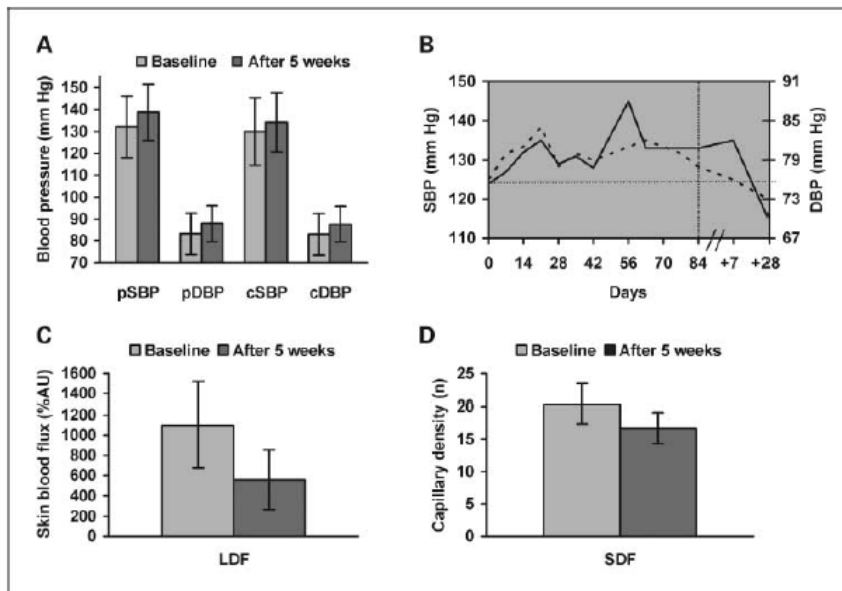 A
Baseline After 5 weeks
Blood pressure (mm Hg)
150
140
130
120
110
100
90
80
70
pSBP pDBP cSBP cDBP
B
SBP (mm Hg)
150
140
130
120
110
DBP (mm Hg)
91
85
79
73
67
0 14 28 42 56 70 84 +7 +28
Days
C
Baseline After 5 weeks
Skin blood flux (%AU)
1600
1400
1200
1000
800
600
400
200
0
LDF
D
Baseline After 5 weeks
Capillary density (n)
25
20
15
10
5
0
SDF